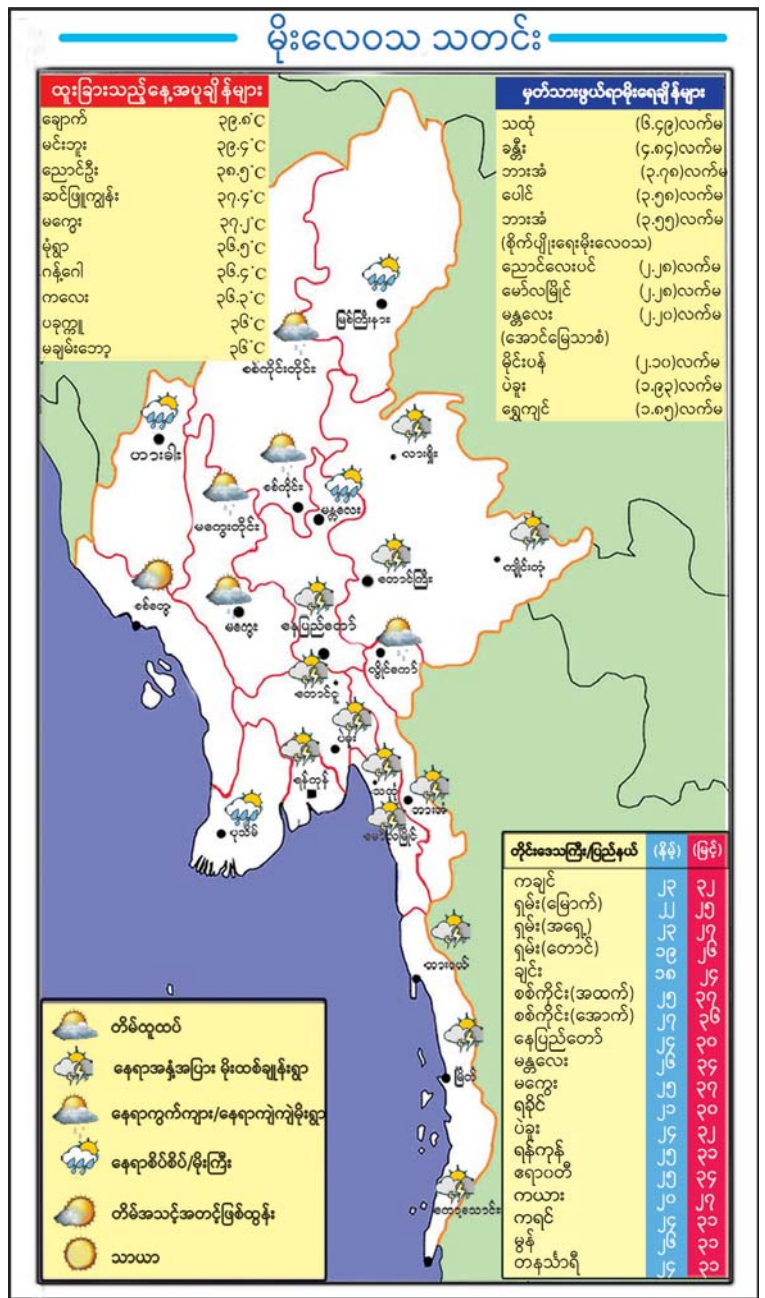 မိုးလေဝသ သတင်း
ထူးခြားသည့်နေ့အပူချိန်များ
ချောက် ၃၉.၈°C
မင်းဘူး ၃၉.၄°C
ညောင်ဦး ၃၈.၅°C
ဆင်ဖြူကျွန်း ၃၇.၄°C
မကွေး ၃၇.၂°C
မုံရွာ ၃၆.၅°C
ဂန့်ဂေါ ၃၆.၄°C
ကလေး ၃၆.၃°C
ပခုက္ကူ ၃၆°C
မချမ်းဘော့ ၃၆°C
မှတ်သားဖွယ်ရာမိုးရေချိန်များ
သထုံ (၆.၄၉)လက်မ
ခန္တီး (၄.၈၄)လက်မ
ဘားအံ (၃.၇၈)လက်မ
ပေါင် (၃.၅၈)လက်မ
ဘားအံ (၃.၅၅)လက်မ
(စိုက်ပျိုးရေးမိုးလေဝသ)
ညောင်လေးပင် (၂.၂၈)လက်မ
မော်လမြိုင် (၂.၂၈)လက်မ
မန္တလေး (၂.၂၀)လက်မ
(အောင်မြေသာစံ)
မိုင်းပန် (၂.၁၀)လက်မ
ပဲခူး (၁.၉၃)လက်မ
ရွှေကျင် (၁.၈၅)လက်မ
မြစ်ကြီးနား
စစ်ကိုင်းတိုင်း
ဟားခါး
လားရှိုး
စစ်ကိုင်း
မန္တလေး
မကွေးတိုင်း
ကျိုင်းတုံ
တောင်ကြီး
စစ်တွေ
မကွေး
နေပြည်တော်
လွိုင်ကော်
တောင်ငူ
ပဲခူး
ရန်ကုန်
သထုံ
ဘားအံ
ပုသိမ်
မော်လမြိုင်
ထားဝယ်
မြိတ်
ကော့သောင်း
တိုင်းဒေသကြီး/ပြည်နယ် (နိမ့်) (မြင့်)
ကချင် ၂၃ ၃၂
ရှမ်း(မြောက်) ၂၂ ၂၅
ရှမ်း(အရှေ့) ၂၃ ၂၇
ရှမ်း(တောင်) ၁၉ ၂၆
ချင်း ၁၈ ၂၄
စစ်ကိုင်း(အထက်) ၂၅ ၃၇
စစ်ကိုင်း(အောက်) ၂၇ ၃၆
နေပြည်တော် ၂၄ ၃၀
မန္တလေး ၂၆ ၃၄
မကွေး ၂၅ ၃၇
ရခိုင် ၂၁ ၃၀
ပဲခူး ၂၄ ၃၂
ရန်ကုန် ၂၅ ၃၁
ဧရာဝတီ ၂၅ ၃၄
ကယား ၂၀ ၂၇
ကရင် ၂၄ ၃၁
မွန် ၂၆ ၃၁
တနင်္သာရီ ၂၄ ၃၁
တိမ်ထူထပ်
နေရာအနှံ့အပြား မိုးထစ်ချုန်းရွာ
နေရာကွက်ကျား/နေရာကျဲကျဲမိုးရွာ
နေရာစိပ်စိပ်/မိုးကြီး
တိမ်အသင့်အတင့်ဖြစ်ထွန်း
သာယာ